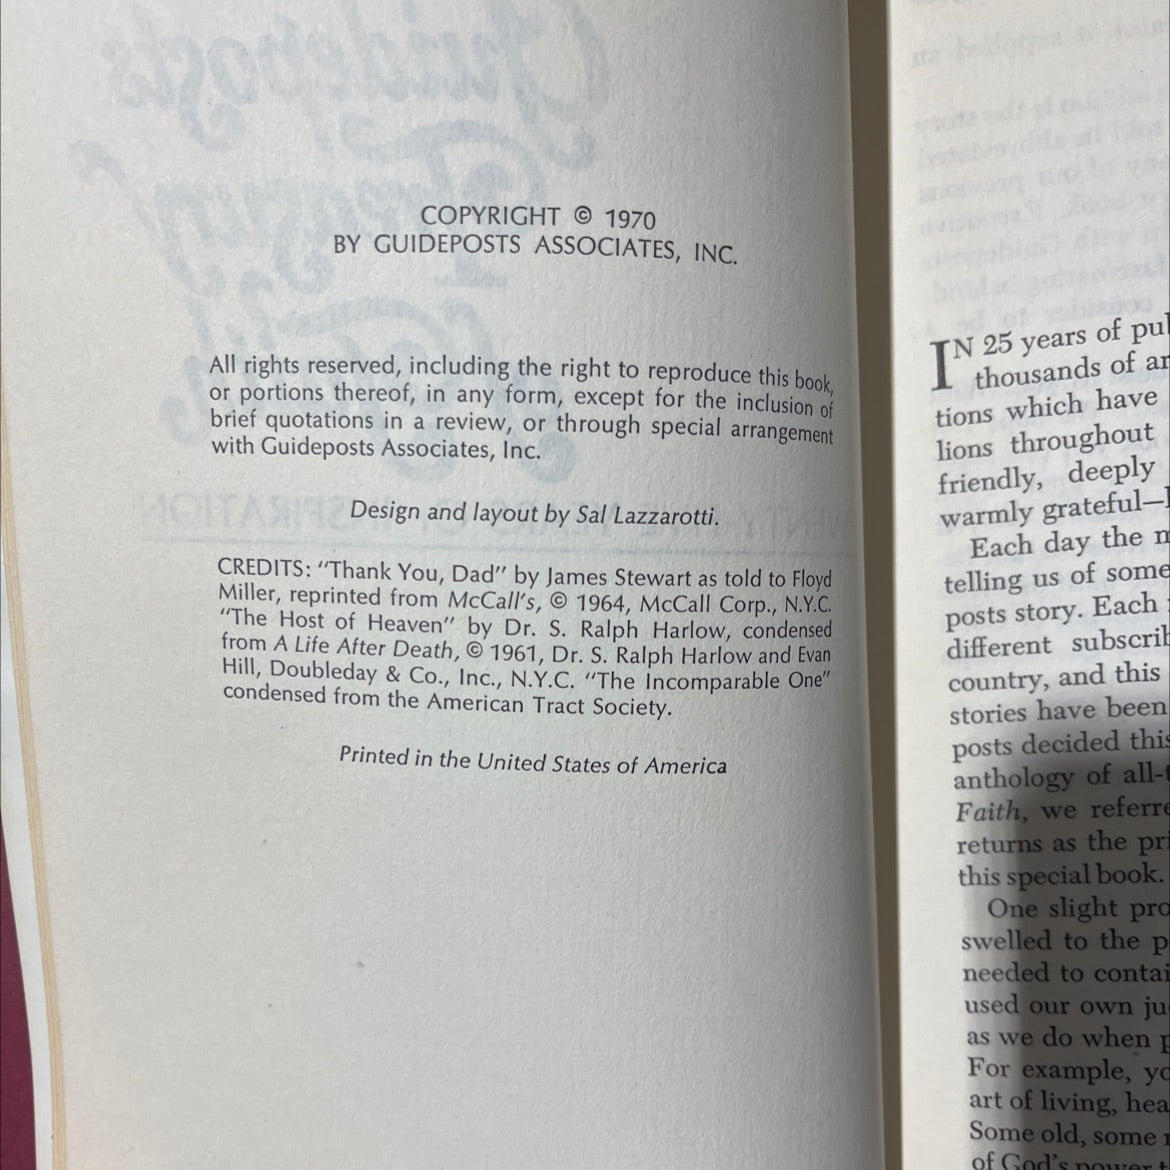 COPYRIGHT © 1970
BY GUIDEPOSTS ASSOCIATES, INC.
All rights reserved, including the right to reproduce this book,
or portions thereof, in any form, except for the inclusion of
brief quotations in a review, or through special arrangement
with Guideposts Associates, Inc.
Design and layout by Sal Lazzarotti.
CREDITS: "Thank You, Dad" by James Stewart as told to Floyd
Miller, reprinted from McCall's, © 1964, McCall Corp., N.Y.C.
"The Host of Heaven" by Dr. S. Ralph Harlow, condensed
from A Life After Death, © 1961, Dr. S. Ralph Harlow and Evan
Hill, Doubleday & Co., Inc., N.Y.C. "The Incomparable One"
condensed from the American Tract Society.
Printed in the United States of America
IN 25 years of pul
thousands of ar
tions which have
lions throughout
friendly, deeply
warmly grateful—
Each day the
telling us of some
posts story. Each
different subscrib
country, and this
stories have been
posts decided this
anthology of all-t
Faith, we referre
returns as the pri
this special book.
One slight pro
swelled to the p
needed to contai
used our own ju
as we do when p
For example, yo
art of living, hea
Some old, some
of God's power